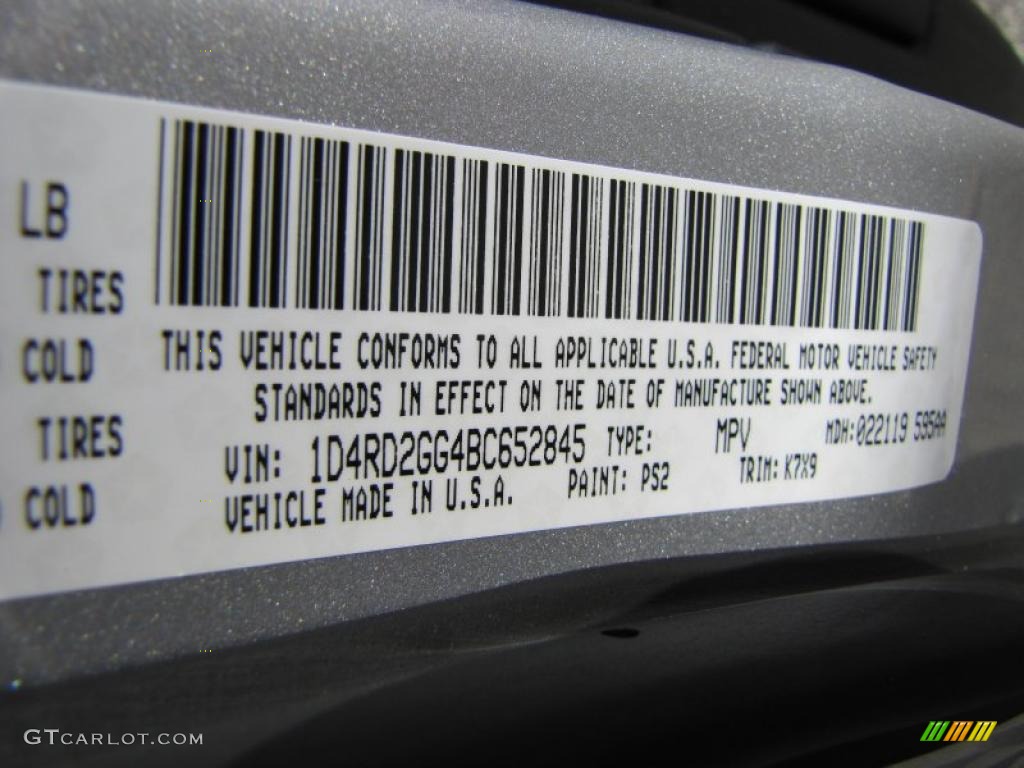 LB
TIRES
COLD
TIRES
COLD
THIS VEHICLE CONFORMS TO ALL APPLICABLE U.S.A. FEDERAL MOTOR VEHICLE SAFETY
STANDARDS IN EFFECT ON THE DATE OF MANUFACTURE SHOWN ABOVE.
VIN: 1D4RD2GG4BC652845 TYPE: MPV MDH:022119 595AA
VEHICLE MADE IN U.S.A. PAINT: PS2 TRIM: K7X9
GTCARLOT.COM